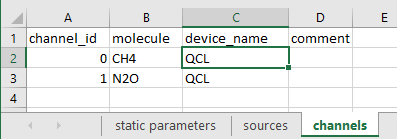 A B C D E
1 channel_id molecule device_name comment
2 0 CH4 QCL
3 1 N2O QCL
4
static parameters sources channels